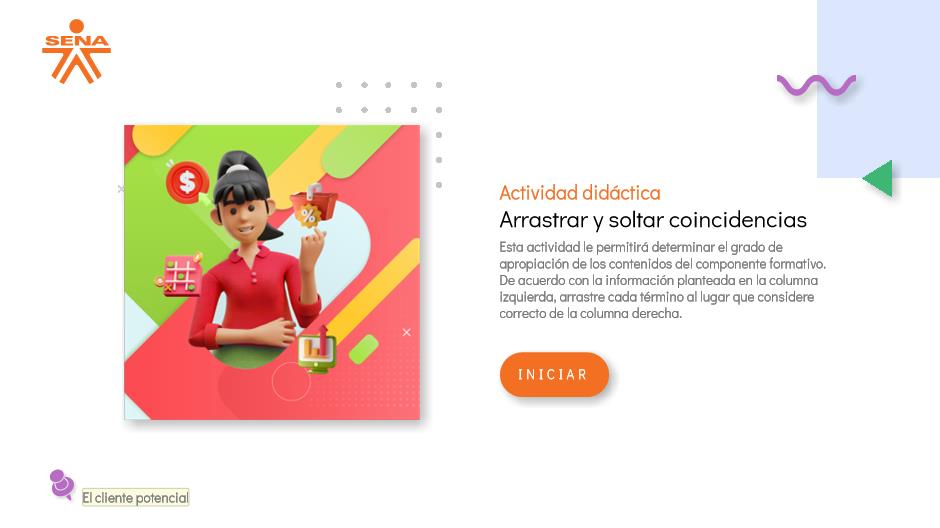 SENA
Actividad didáctica
Arrastrar y soltar coincidencias
Esta actividad le permitirá determinar el grado de
apropiación de los contenidos del componente formativo.
De acuerdo con la información planteada en la columna
izquierda, arrastre cada término al lugar que considere
correcto de la columna derecha.
INICIAR
El cliente potencial